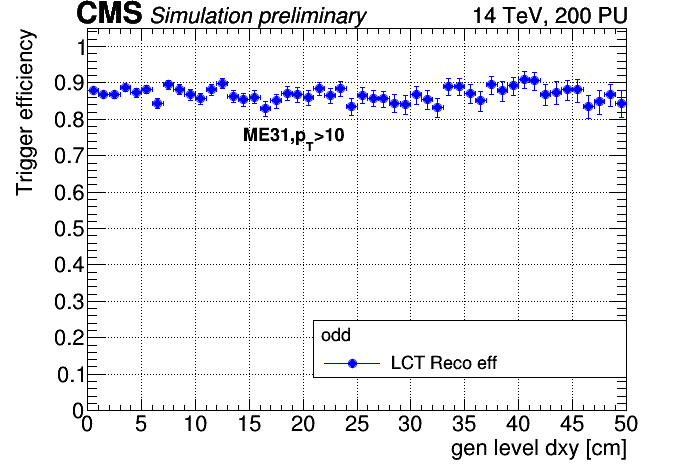 CMS Simulation preliminary 14 TeV, 200 PU
Trigger efficiency
1
0.9
0.8
0.7
0.6
0.5
0.4
0.3
0.2
0.1
0
ME31,pT>10
odd
LCT Reco eff
0 5 10 15 20 25 30 35 40 45 50
gen level dxy [cm]